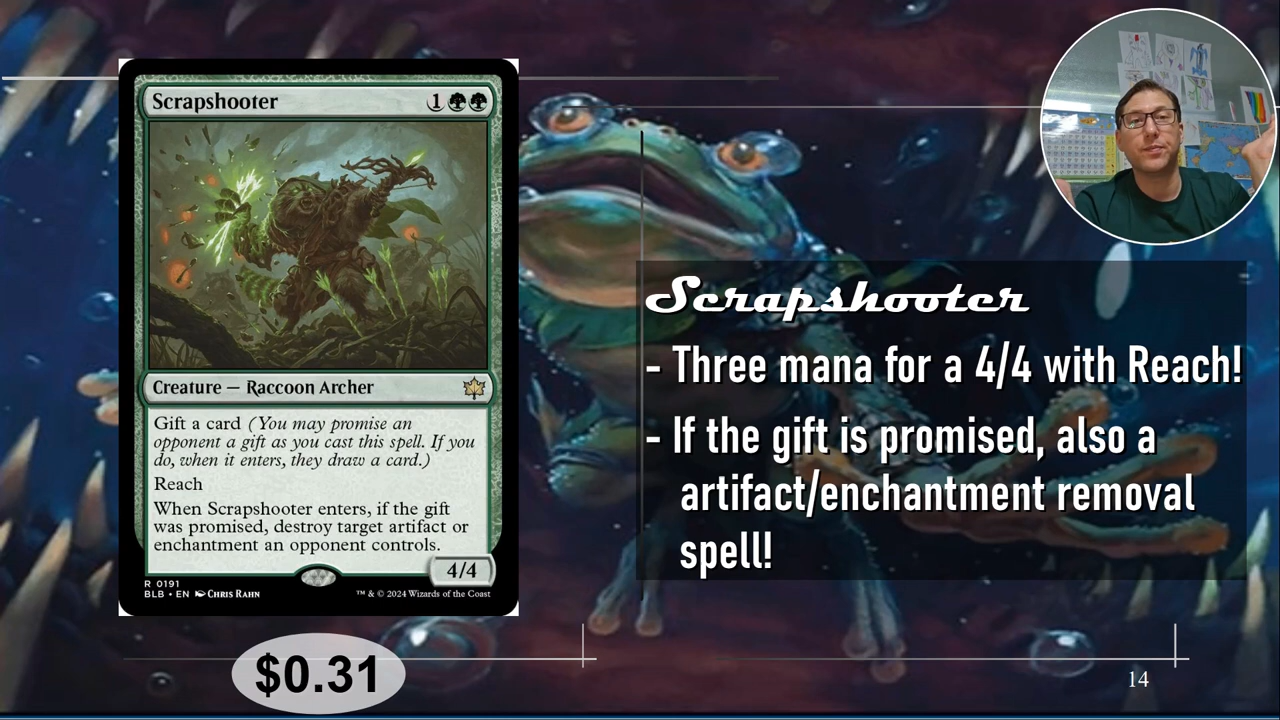 Scrapshooter 1
Creature — Raccoon Archer
Gift a card (You may promise an
opponent a gift as you cast this spell. If you
do, when it enters, they draw a card.)
Reach
When Scrapshooter enters, if the gift
was promised, destroy target artifact or
enchantment an opponent controls.
4/4
R 0191
BLB • EN Chris Rahn ™ & © 2024 Wizards of the Coast
$0.31
Scrapshooter
- Three mana for a 4/4 with Reach!
- If the gift is promised, also a
artifact/enchantment removal
spell!
14